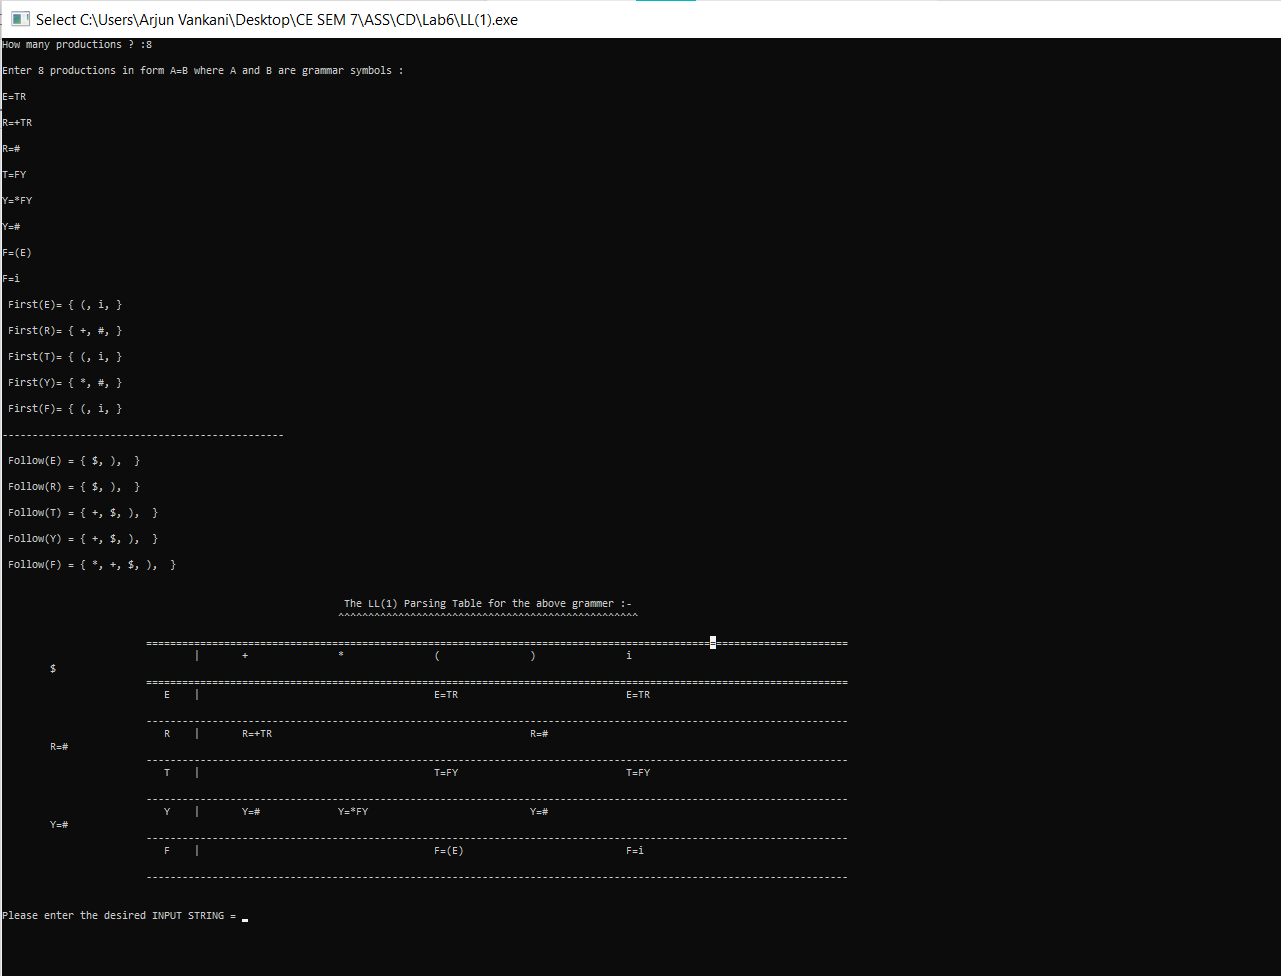 Select C:\Users\Arjun Vankani\Desktop\CE SEM 7\ASS\CD\Lab6\LL(1).exe
How many productions ? :8
Enter 8 productions in form A=B where A and B are grammar symbols :
E=TR
R=+TR
R=#
T=FY
Y=*FY
Y=#
F=(E)
F=i
First(E)= { (, i, }
First(R)= { +, #, }
First(T)= { (, i, }
First(Y)= { *, #, }
First(F)= { (, i, }
-----------------------------------------------
Follow(E) = { $, ),  }
Follow(R) = { $, ),  }
Follow(T) = { +, $, ),  }
Follow(Y) = { +, $, ),  }
Follow(F) = { *, +, $, ),  }
The LL(1) Parsing Table for the above grammer :-
^^^^^^^^^^^^^^^^^^^^^^^^^^^^^^^^^^^^^^^^^^^^^^^^^^
=====================================================================================================================
| + * ( ) i
$
=====================================================================================================================
E | E=TR E=TR
---------------------------------------------------------------------------------------------------------------------
R | R=+TR R=#
R=#
---------------------------------------------------------------------------------------------------------------------
T | T=FY T=FY
---------------------------------------------------------------------------------------------------------------------
Y | Y=# Y=*FY Y=#
Y=#
---------------------------------------------------------------------------------------------------------------------
F | F=(E) F=i
---------------------------------------------------------------------------------------------------------------------
Please enter the desired INPUT STRING = _